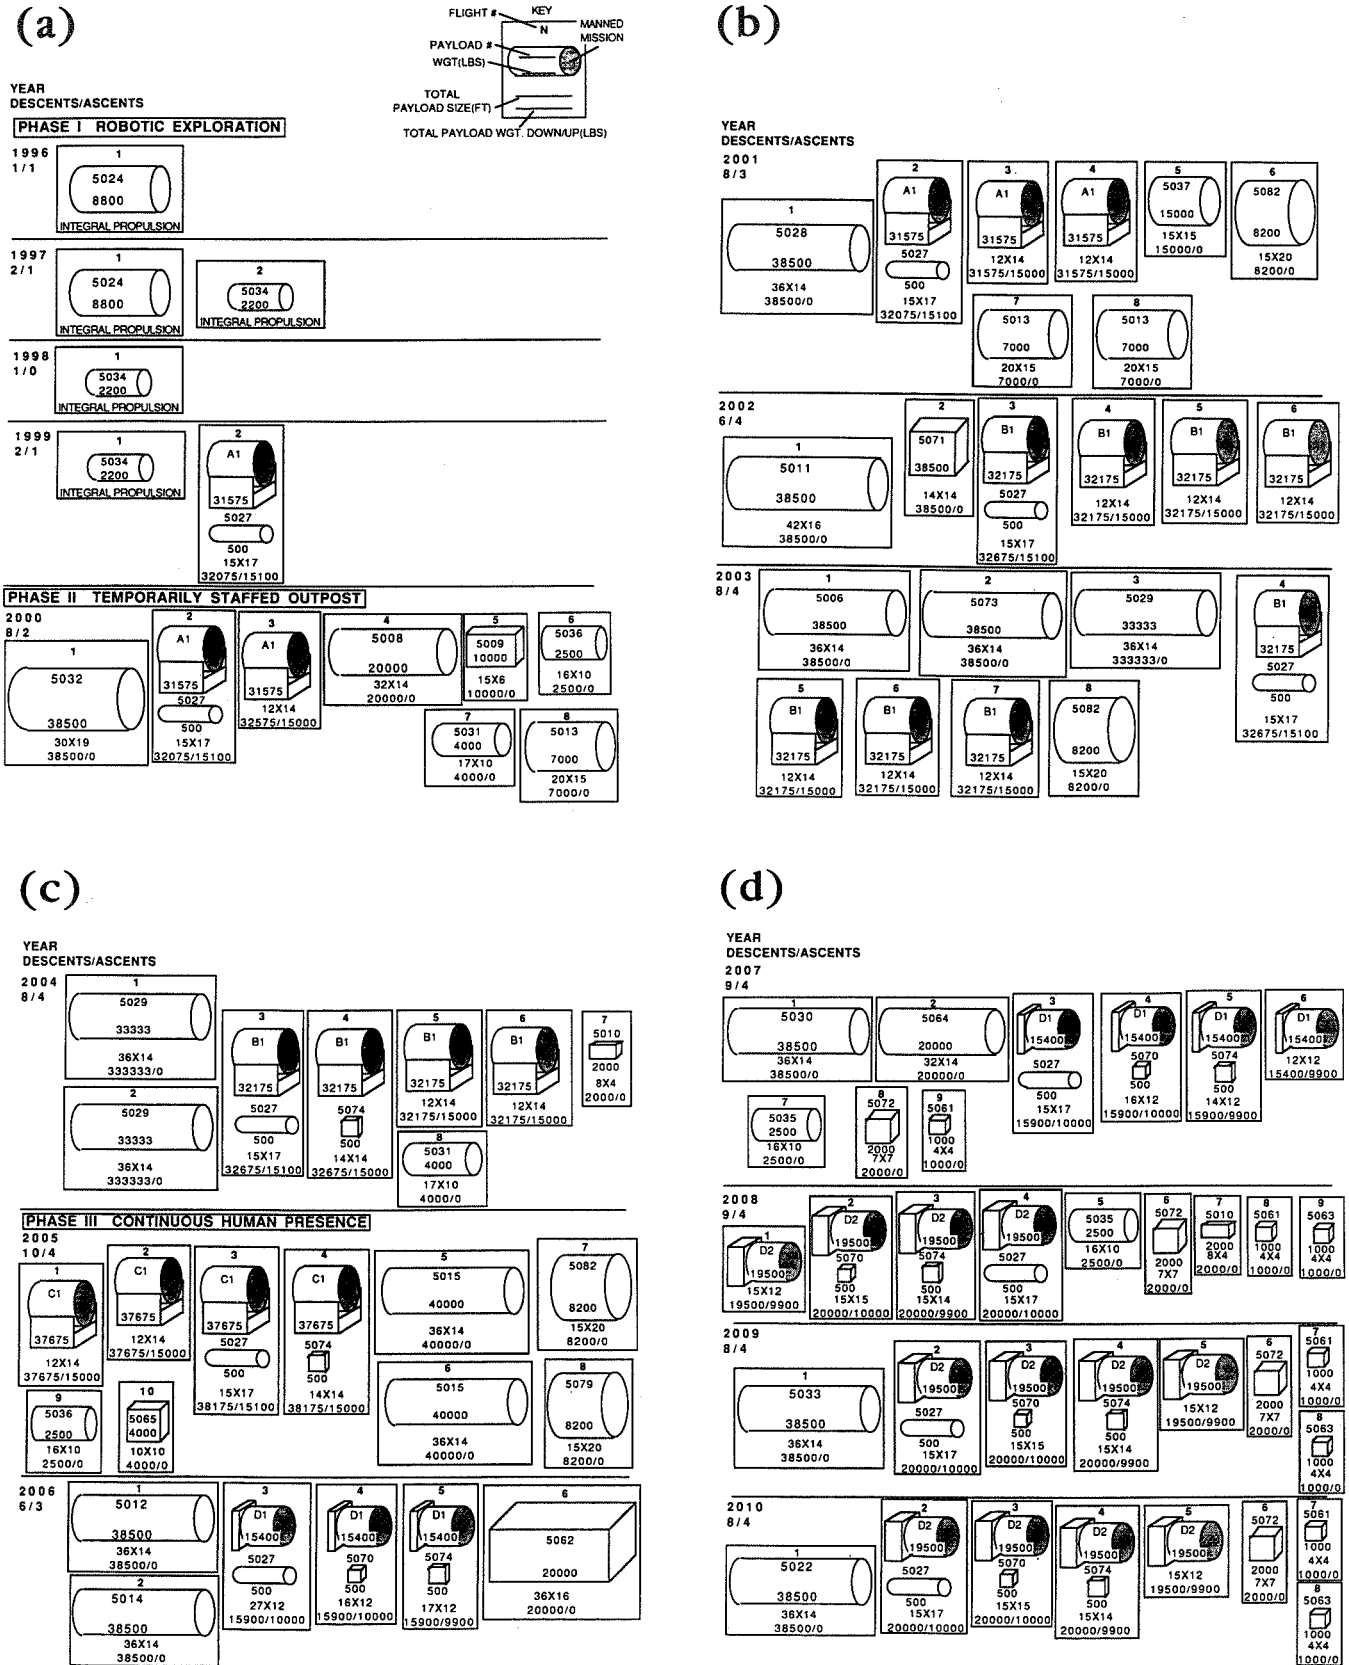 (a)
FLIGHT #
KEY
N
MANNED
MISSION
PAYLOAD #
WGT(LBS)
TOTAL
PAYLOAD SIZE(FT)
TOTAL PAYLOAD WGT. DOWN/UP(LBS)
YEAR
DESCENTS/ASCENTS
PHASE I ROBOTIC EXPLORATION
1996
1/1
1
5024
8800
INTEGRAL PROPULSION
1997
2/1
1
5024
8800
INTEGRAL PROPULSION
2
5034
2200
INTEGRAL PROPULSION
1998
1/0
1
5034
2200
INTEGRAL PROPULSION
1999
2/1
1
5034
2200
INTEGRAL PROPULSION
2
A1
31575
5027
500
15X17
32075/15100
PHASE II TEMPORARILY STAFFED OUTPOST
2000
8/2
1
5032
38500
30X19
38500/0
2
A1
31575
5027
500
15X17
32075/15100
3
A1
31575
12X14
32575/15000
4
5008
20000
32X14
20000/0
5
5009
10000
15X6
10000/0
6
5036
2500
16X10
2500/0
7
5031
4000
17X10
4000/0
8
5013
7000
20X15
7000/0
(b)
YEAR
DESCENTS/ASCENTS
2001
8/3
1
5028
38500
36X14
38500/0
2
A1
31575
5027
500
15X17
32075/15100
3
A1
31575
12X14
31575/15000
4
A1
31575
12X14
31575/15000
5
5037
15000
15X15
15000/0
6
5082
8200
15X20
8200/0
7
5013
7000
20X15
7000/0
8
5013
7000
20X15
7000/0
2002
6/4
1
5011
38500
42X16
38500/0
2
5071
38500
14X14
38500/0
3
B1
32175
5027
500
15X17
32675/15100
4
B1
32175
12X14
32175/15000
5
B1
32175
12X14
32175/15000
6
B1
32175
12X14
32175/15000
2003
8/4
1
5006
38500
36X14
38500/0
2
5073
38500
36X14
38500/0
3
5029
33333
36X14
333333/0
4
B1
32175
5027
500
15X17
32675/15100
5
B1
32175
12X14
32175/15000
6
B1
32175
12X14
32175/15000
7
B1
32175
12X14
32175/15000
8
5082
8200
15X20
8200/0
(c)
YEAR
DESCENTS/ASCENTS
2004
8/4
1
5029
33333
36X14
333333/0
2
5029
33333
36X14
333333/0
3
B1
32175
5027
500
15X17
32675/15100
4
B1
32175
5074
500
14X14
32675/15000
5
B1
32175
12X14
32175/15000
6
B1
32175
12X14
32175/15000
7
5010
2000
8X4
2000/0
8
5031
4000
17X10
4000/0
PHASE III CONTINUOUS HUMAN PRESENCE
2005
10/4
1
C1
37675
12X14
37675/15000
2
C1
37675
12X14
37675/15000
3
C1
37675
5027
500
15X17
38175/15100
4
C1
37675
5074
500
14X14
38175/15000
5
5015
40000
36X14
40000/0
6
5015
40000
36X14
40000/0
7
5082
8200
15X20
8200/0
8
5079
8200
15X20
8200/0
9
5036
2500
16X10
2500/0
10
5065
4000
10X10
4000/0
2006
6/3
1
5012
38500
36X14
38500/0
2
5014
38500
36X14
38500/0
3
D1
15400
5027
500
27X12
15900/10000
4
D1
15400
5070
500
16X12
15900/10000
5
D1
15400
5074
500
17X12
15900/9900
6
5062
20000
36X16
20000/0
(d)
YEAR
DESCENTS/ASCENTS
2007
9/4
1
5030
38500
36X14
38500/0
2
5064
20000
32X14
20000/0
3
D1
15400
5027
500
15X17
15900/10000
4
D1
15400
5070
500
16X12
15900/10000
5
D1
15400
5074
500
14X12
15900/9900
6
D1
15400
12X12
15400/9900
7
5035
2500
16X10
2500/0
8
5072
2000
7X7
2000/0
9
5061
1000
4X4
1000/0
2008
9/4
1
D2
19500
15X12
19500/9900
2
D2
19500
5070
500
15X15
20000/10000
3
D2
19500
5074
500
15X14
20000/9900
4
D2
19500
5027
500
15X17
20000/10000
5
5035
2500
16X10
2500/0
6
5072
2000
7X7
2000/0
7
5010
2000
8X4
2000/0
8
5061
1000
4X4
1000/0
9
5063
1000
4X4
1000/0
2009
8/4
1
5033
38500
36X14
38500/0
2
D2
19500
5027
500
15X17
20000/10000
3
D2
19500
5070
500
15X15
20000/10000
4
D2
19500
5074
500
15X14
20000/9900
5
D2
19500
15X12
19500/9900
6
5072
2000
7X7
2000/0
7
5061
1000
4X4
1000/0
8
5063
1000
4X4
1000/0
2010
8/4
1
5022
38500
36X14
38500/0
2
D2
19500
5027
500
15X17
20000/10000
3
D2
19500
5070
500
15X15
20000/10000
4
D2
19500
5074
500
15X14
20000/9900
5
D2
19500
15X12
19500/9900
6
5072
2000
7X7
2000/0
7
5061
1000
4X4
1000/0
8
5063
1000
4X4
1000/0